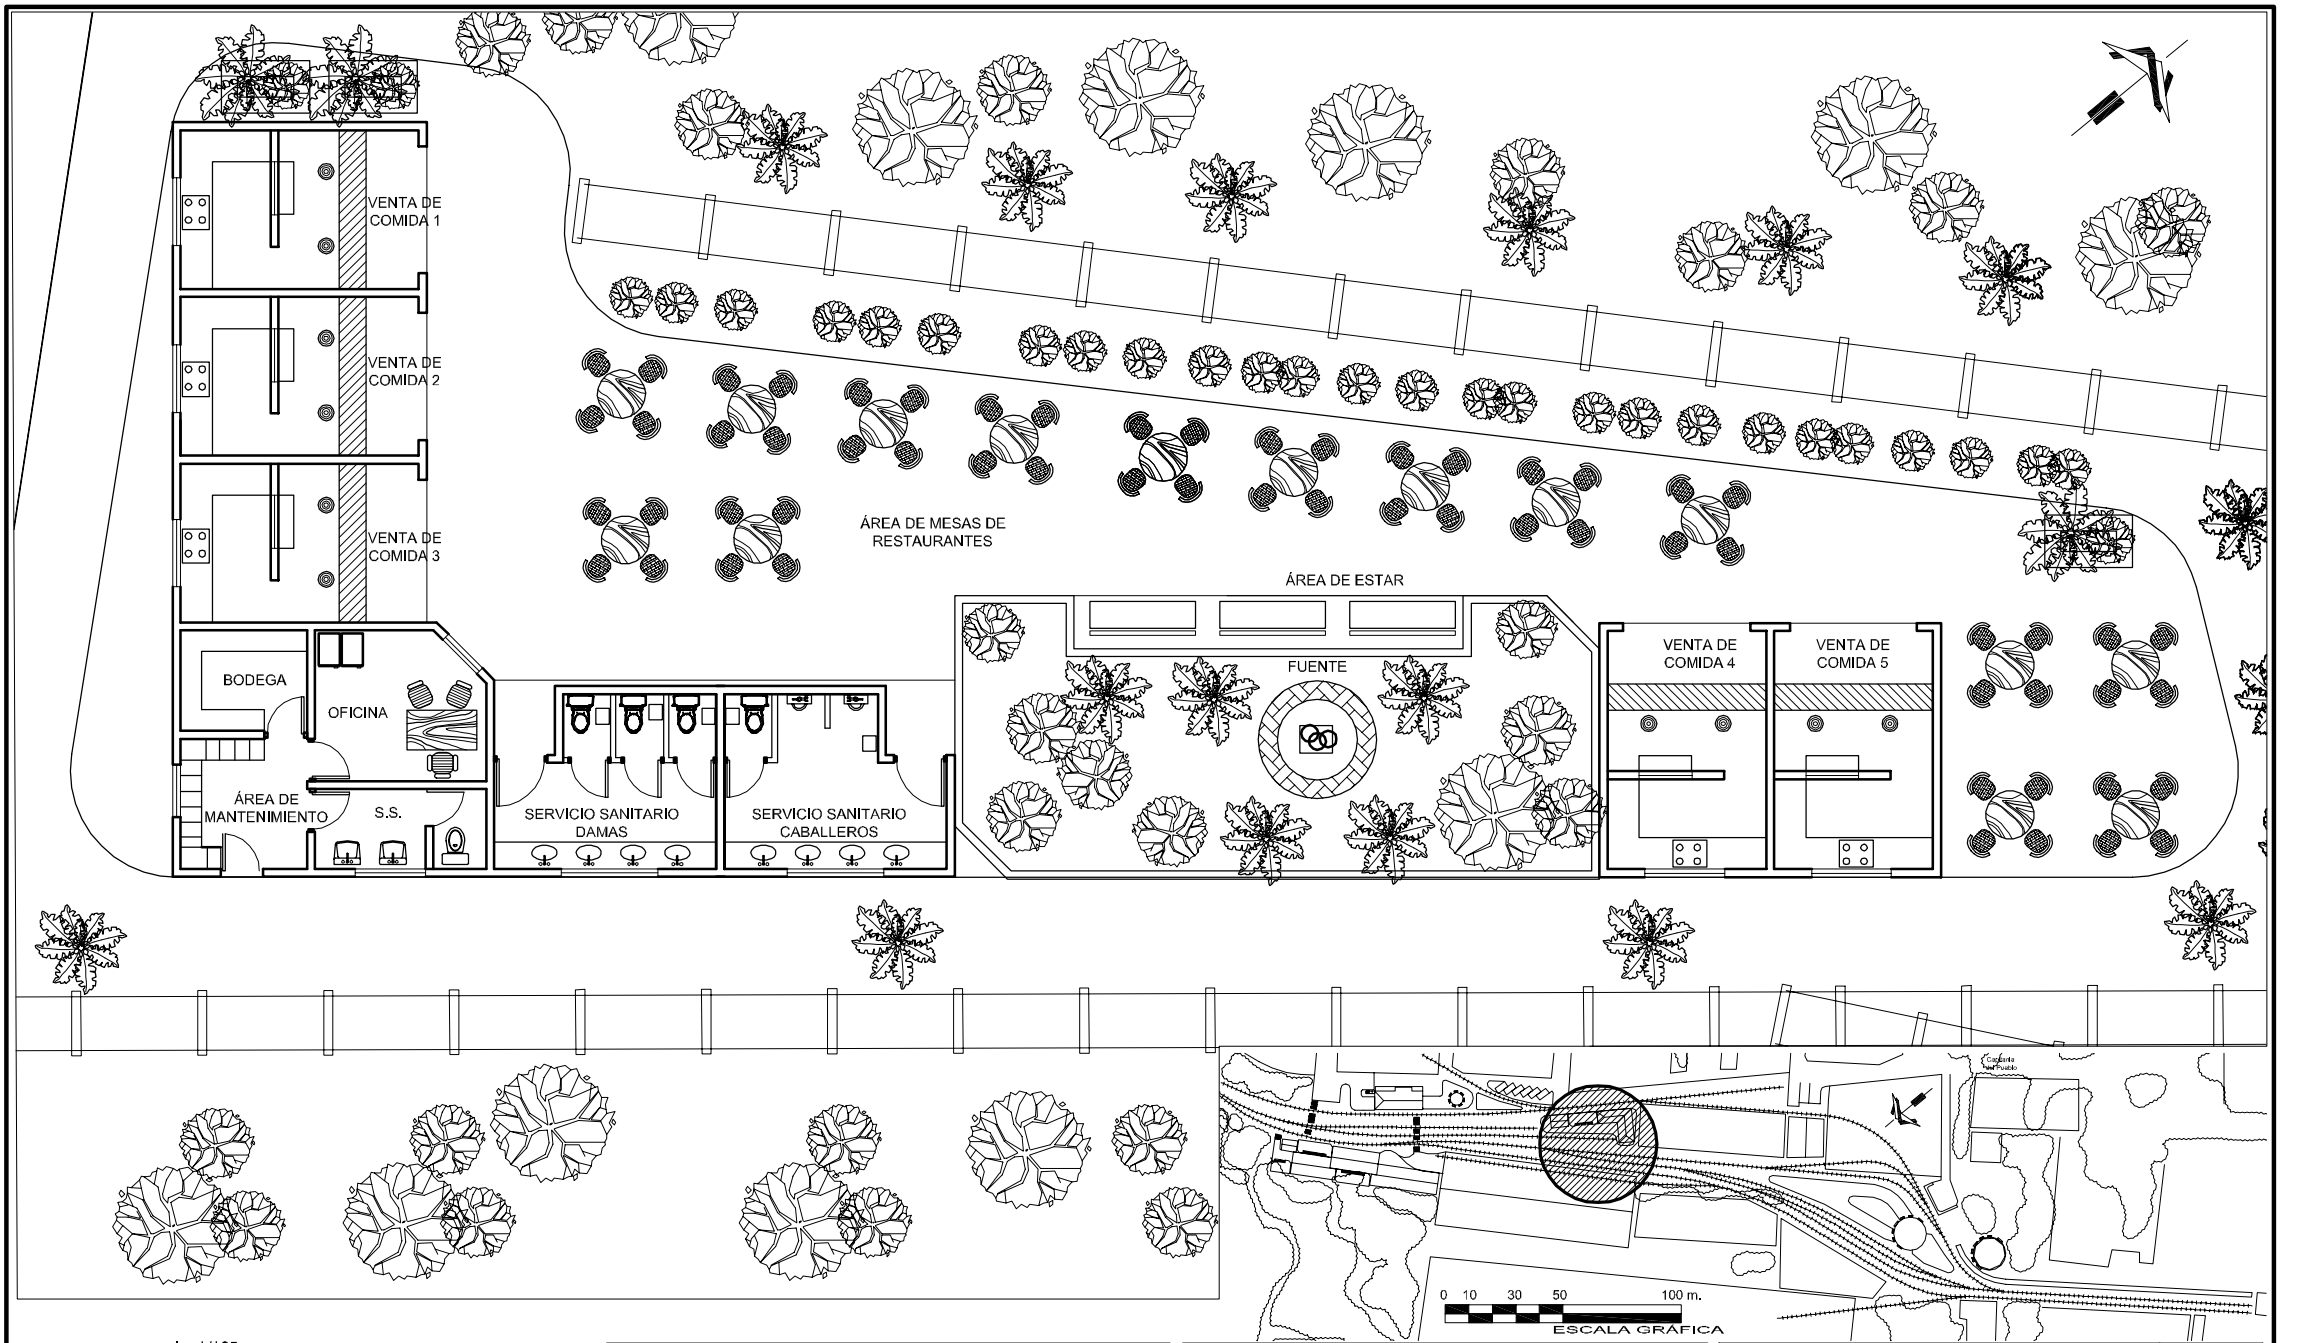 VENTA DE
COMIDA 1
VENTA DE
COMIDA 2
VENTA DE
COMIDA 3
ÁREA DE MESAS DE
RESTAURANTES
ÁREA DE ESTAR
FUENTE
VENTA DE
COMIDA 4
VENTA DE
COMIDA 5
BODEGA
OFICINA
ÁREA DE
MANTENIMIENTO
S.S.
SERVICIO SANITARIO
DAMAS
SERVICIO SANITARIO
CABALLEROS
del Pueblo
0 10 30 50 100 m.
ESCALA GRÁFICA